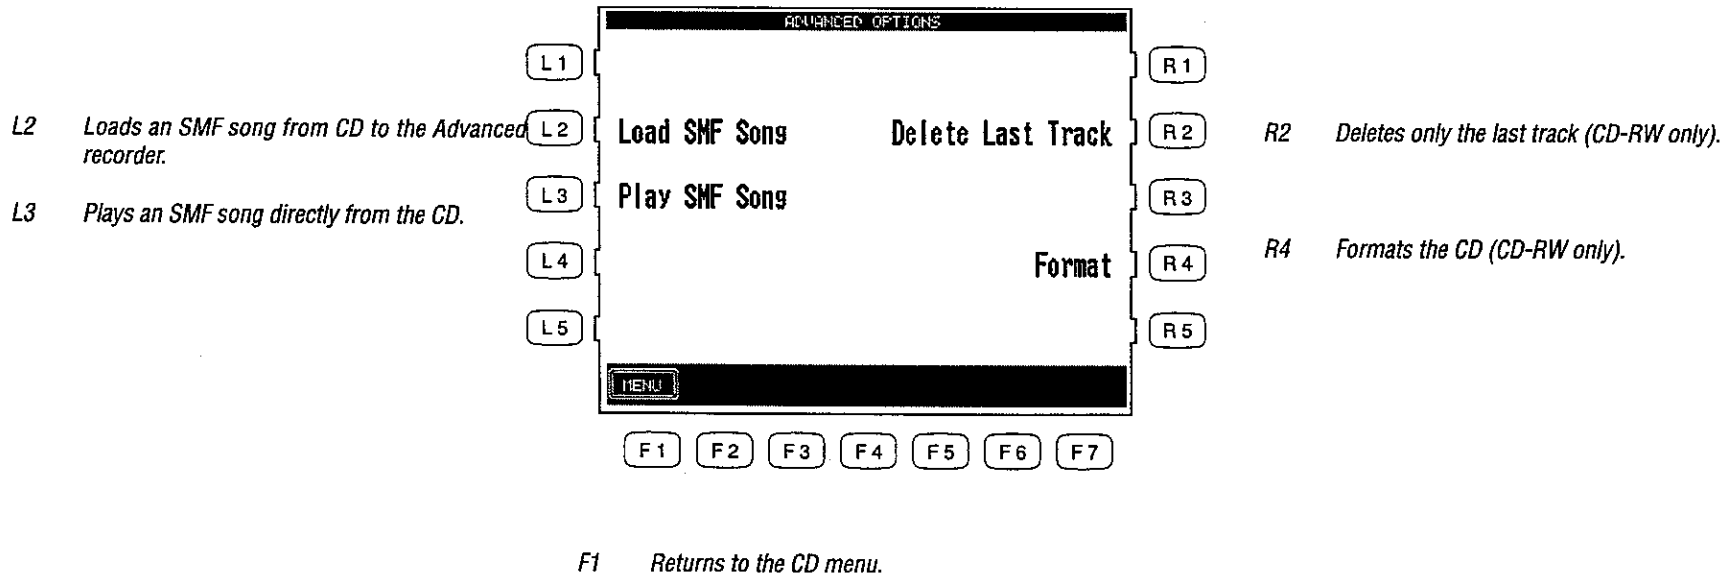 ADVANCED OPTIONS
L1
R1
L2 Loads an SMF song from CD to the Advanced
recorder.
L2
Load SMF Song
Delete Last Track
R2
R2 Deletes only the last track (CD-RW only).
L3 Plays an SMF song directly from the CD.
L3
Play SMF Song
R3
L4
Format
R4
R4 Formats the CD (CD-RW only).
L5
R5
MENU
F1 F2 F3 F4 F5 F6 F7
F1 Returns to the CD menu.